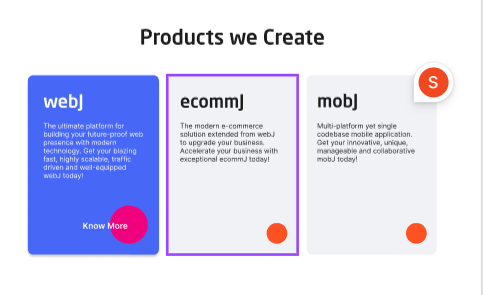 Products we Create
webJ
The ultimate platform for
building your future-proof web
presence with modern
technology. Get your blazing
fast, highly scalable, traffic
driven and well-equipped
webJ today!
Know More
ecommJ
The modern e-commerce
solution extended from webJ
to upgrade your business.
Accelerate your business with
exceptional ecommJ today!
mobJ
Multi-platform yet single
codebase mobile application.
Get your innovative, unique,
manageable and collaborative
mobJ today!
S